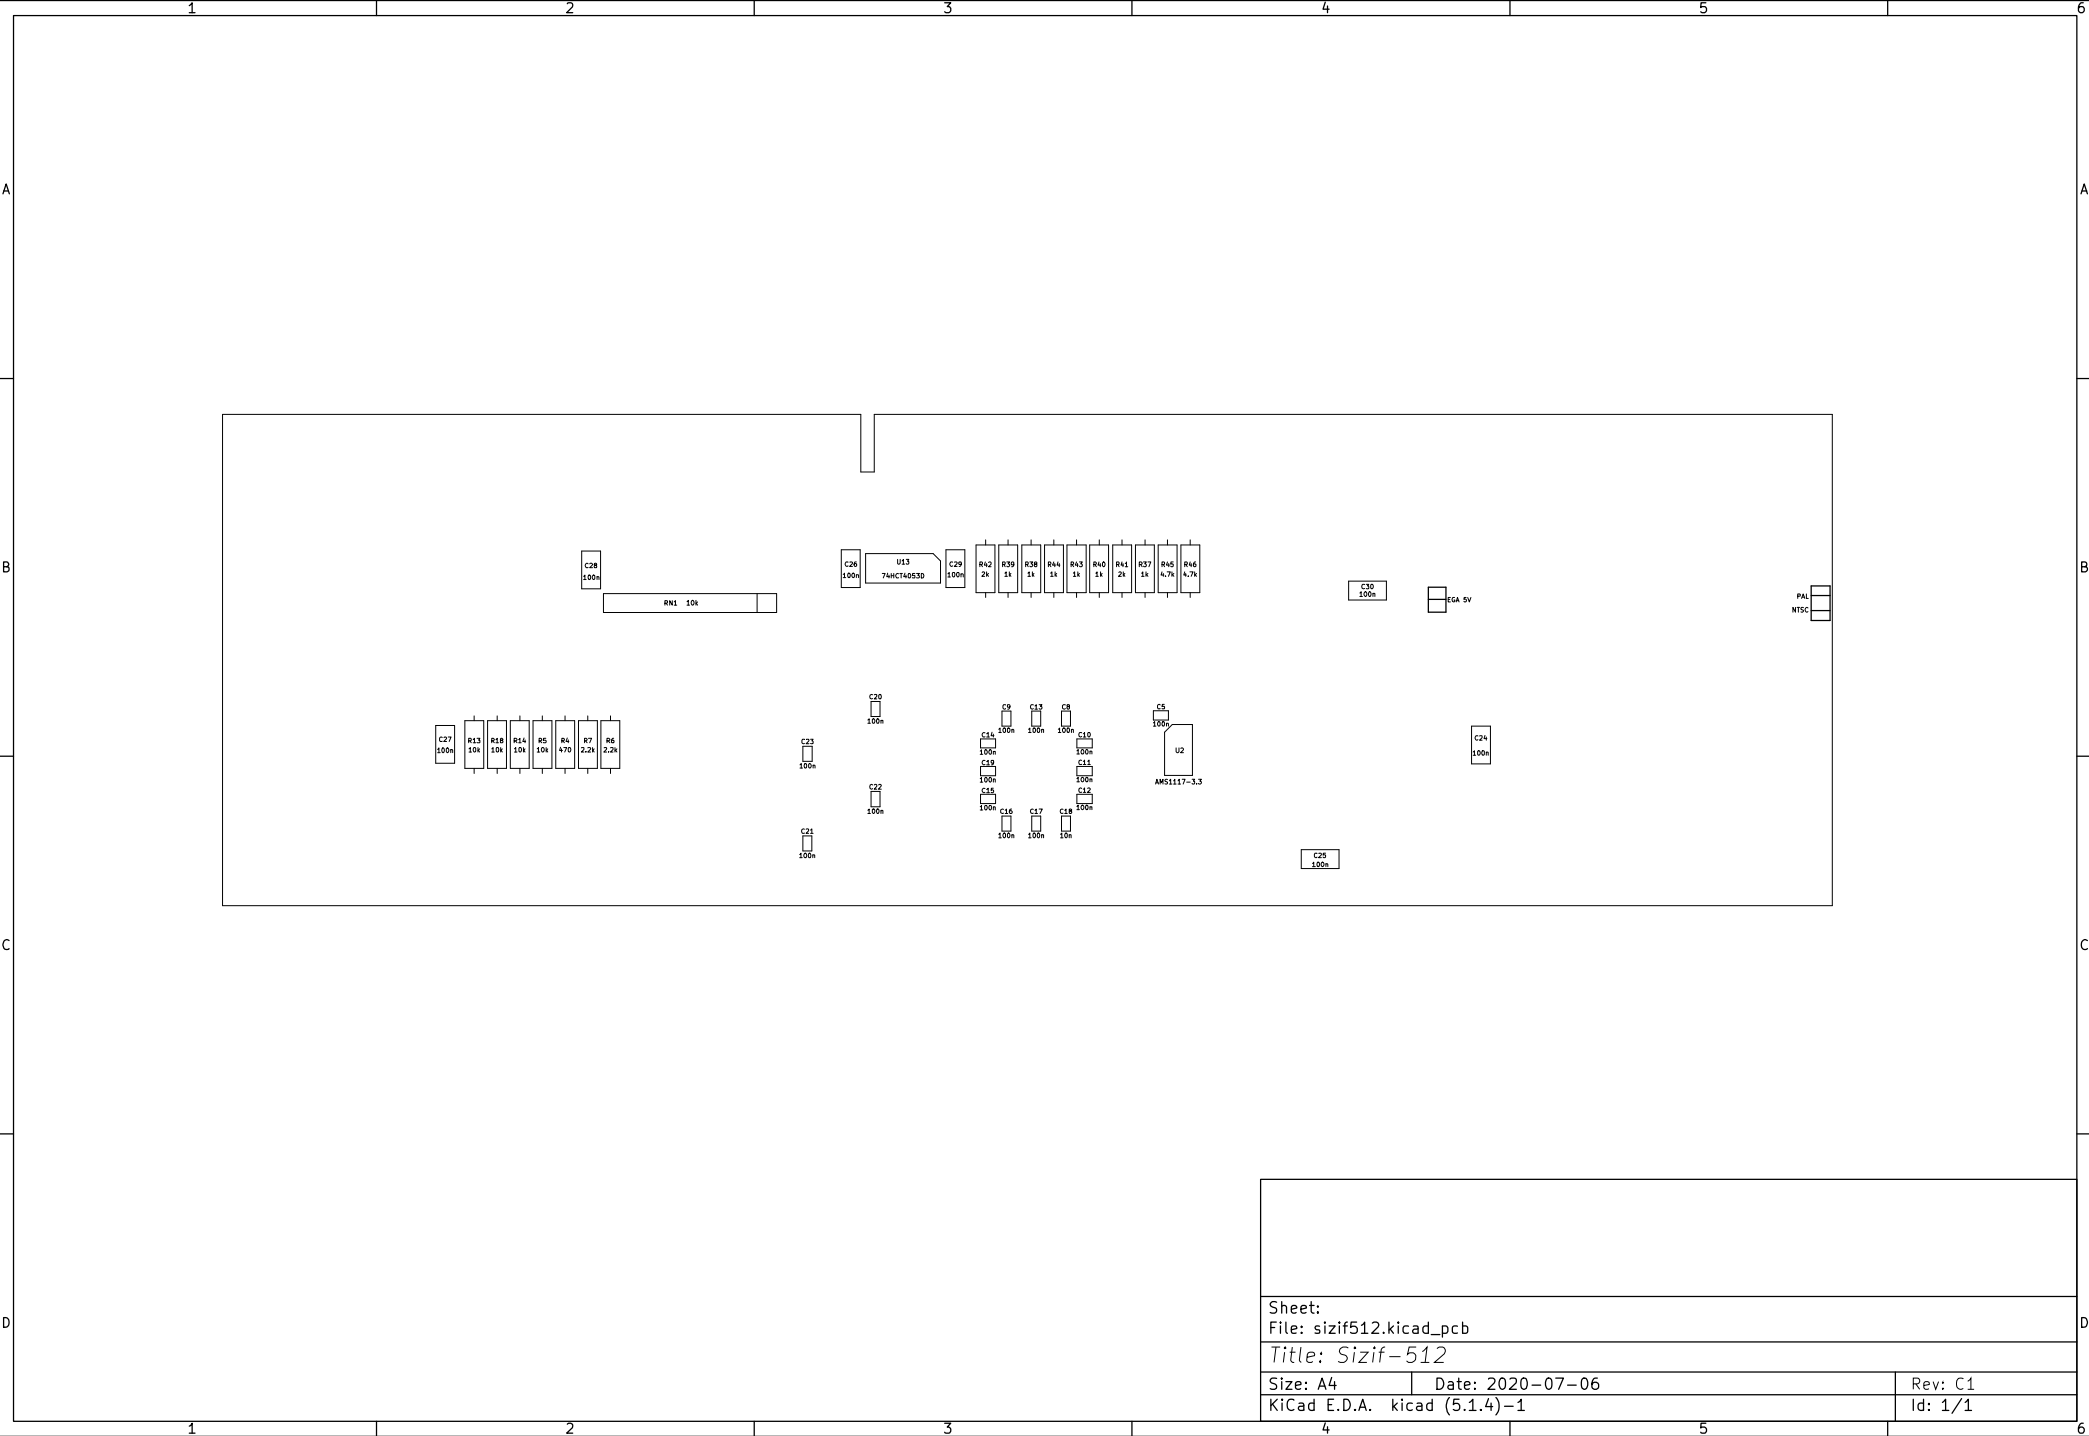 1 2 3 4 5 6
A A
C28
100n
RN1 10k
C26
100n
U13
74HCT4053D
C29
100n
R42 R39 R38 R44 R43 R40 R41 R37 R45 R46
2k 1k 1k 1k 1k 1k 2k 1k 4.7k 4.7k
B B
C30
100n
EGA 5V
PAL
NTSC
C27
100n
R13 R18 R14 R5 R4 R7 R6
10k 10k 10k 10k 470 2.2k 2.2k
C20
100n
C23
100n
C22
100n
C21
100n
C9 C13 C8
100n 100n 100n
C14 C10
100n 100n
C19 C11
100n 100n
C15 C12
100n 100n
C16 C17 C18
100n 100n 10n
C5
100n
U2
AMS1117-3.3
C24
100n
C25
100n
C C
D D
Sheet:
File: sizif512.kicad_pcb
Title: Sizif-512
Size: A4 Date: 2020-07-06 Rev: C1
KiCad E.D.A. kicad (5.1.4)-1 Id: 1/1
1 2 3 4 5 6